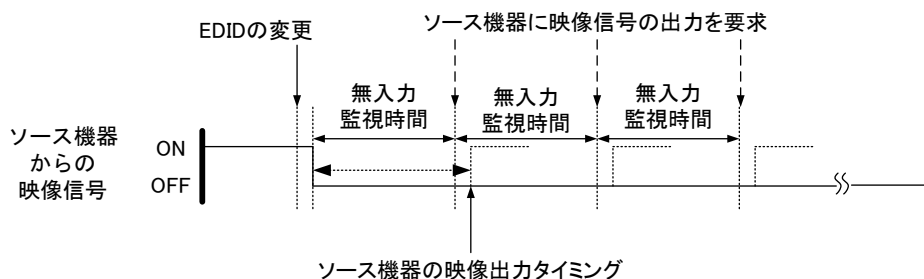 ソース機器に映像信号の出力を要求
EDIDの変更
無入力
監視時間
無入力
監視時間
無入力
監視時間
ソース機器
からの
映像信号
ON
OFF
ソース機器の映像出力タイミング